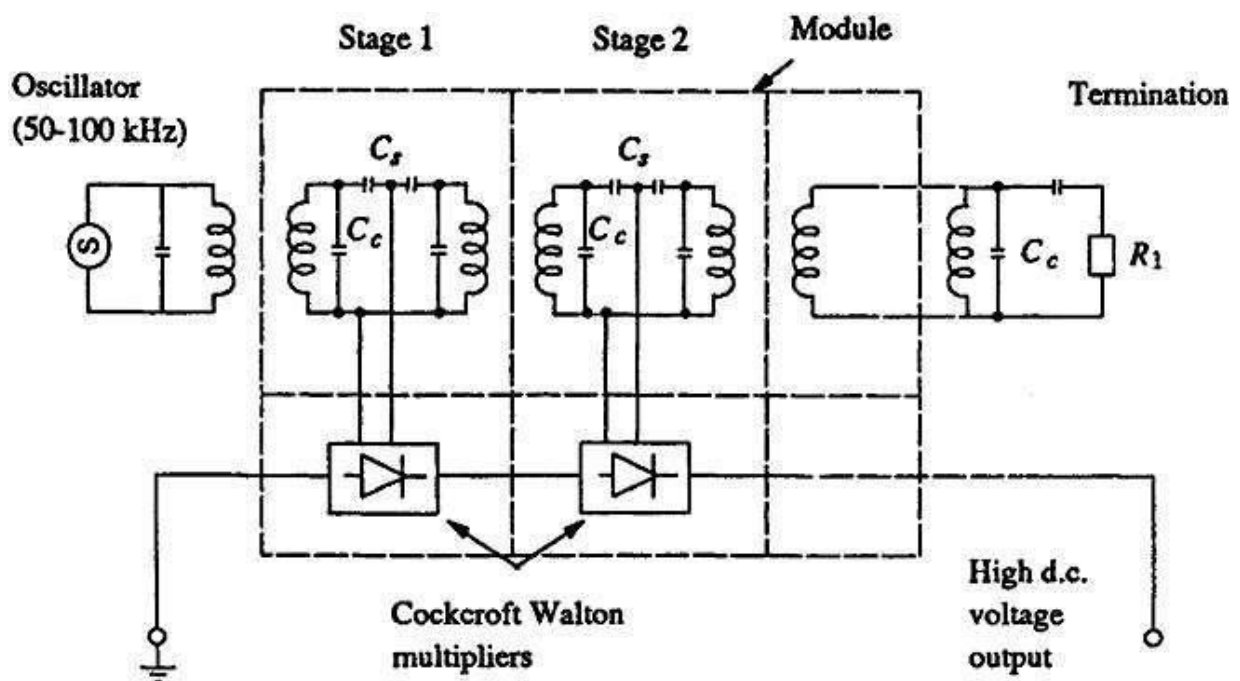 Stage 1
Stage 2
Module
Oscillator
(50-100 kHz)
Termination
C_s
C_s
S
C_c
C_c
C_c
R_1
Cockcroft Walton
multipliers
High d.c.
voltage
output